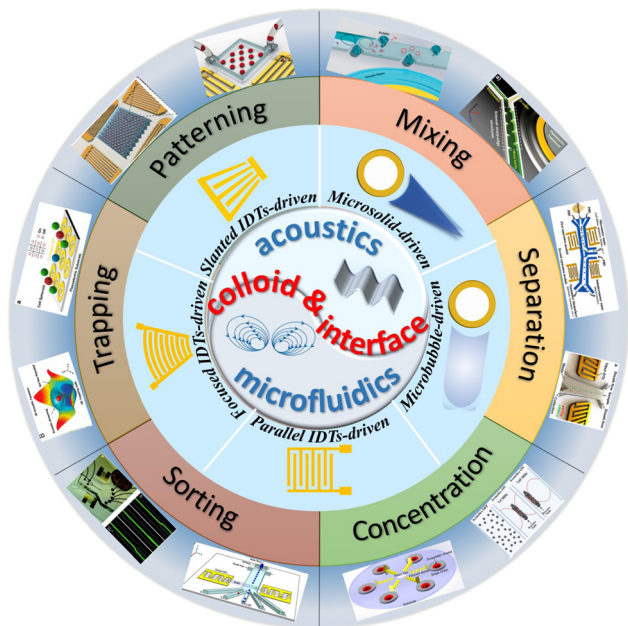 Patterning
Mixing
Separation
Concentration
Sorting
Trapping
Slanted IDTs-driven
Microsolid-driven
Microbubble-driven
Parallel IDTs-driven
Focused IDTs-driven
acoustics
colloid &
interface
microfluidics